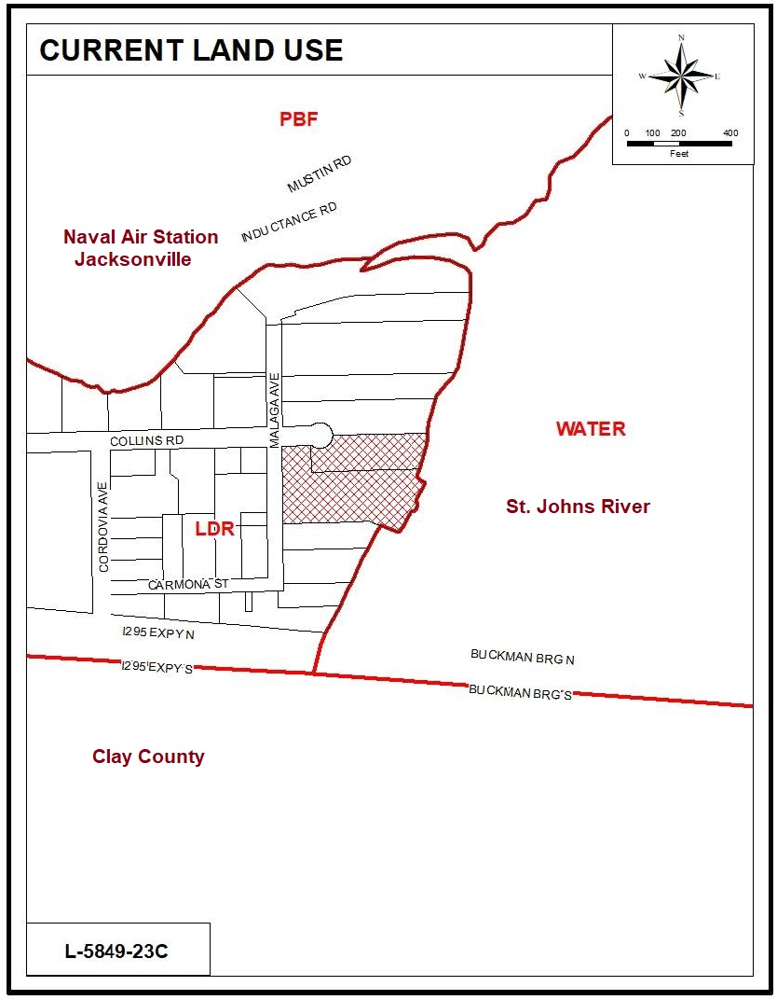 CURRENT LAND USE
N
W
E
S
0 100 200 400
Feet
PBF
MUSTIN RD
INDUCTANCE RD
Naval Air Station
Jacksonville
MALAGA AVE
COLLINS RD
WATER
CORDOVIA AVE
St. Johns River
LDR
CARMONA ST
I295 EXPY N
BUCKMAN BRG N
I295 EXPY S
BUCKMAN BRG S
Clay County
L-5849-23C